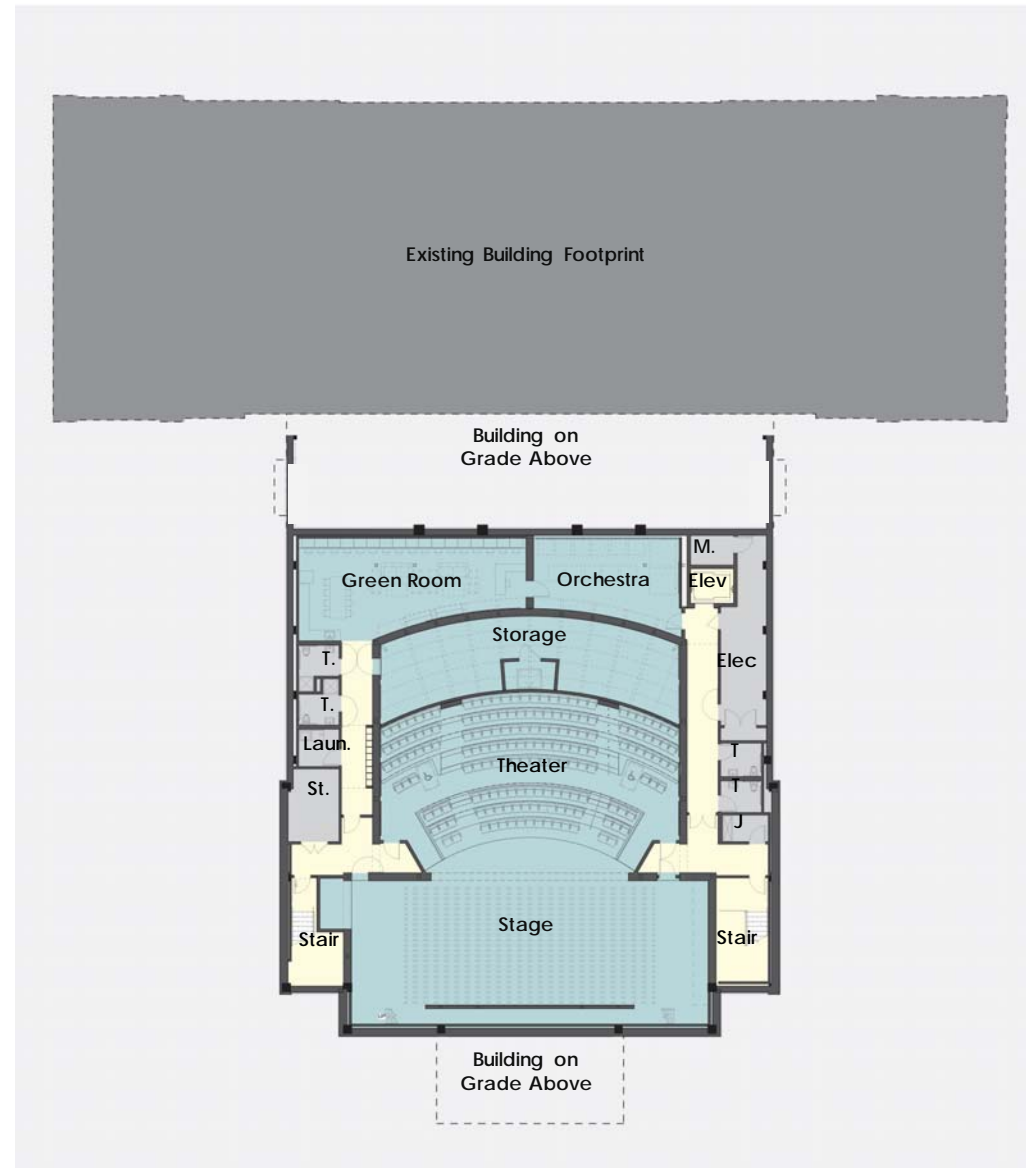 Existing Building Footprint
Building on
Grade Above
M.
Green Room
Orchestra
Elev
Storage
T.
Elec
T.
Laun.
T
Theater
St.
T
J
Stage
Stair
Stair
Building on
Grade Above